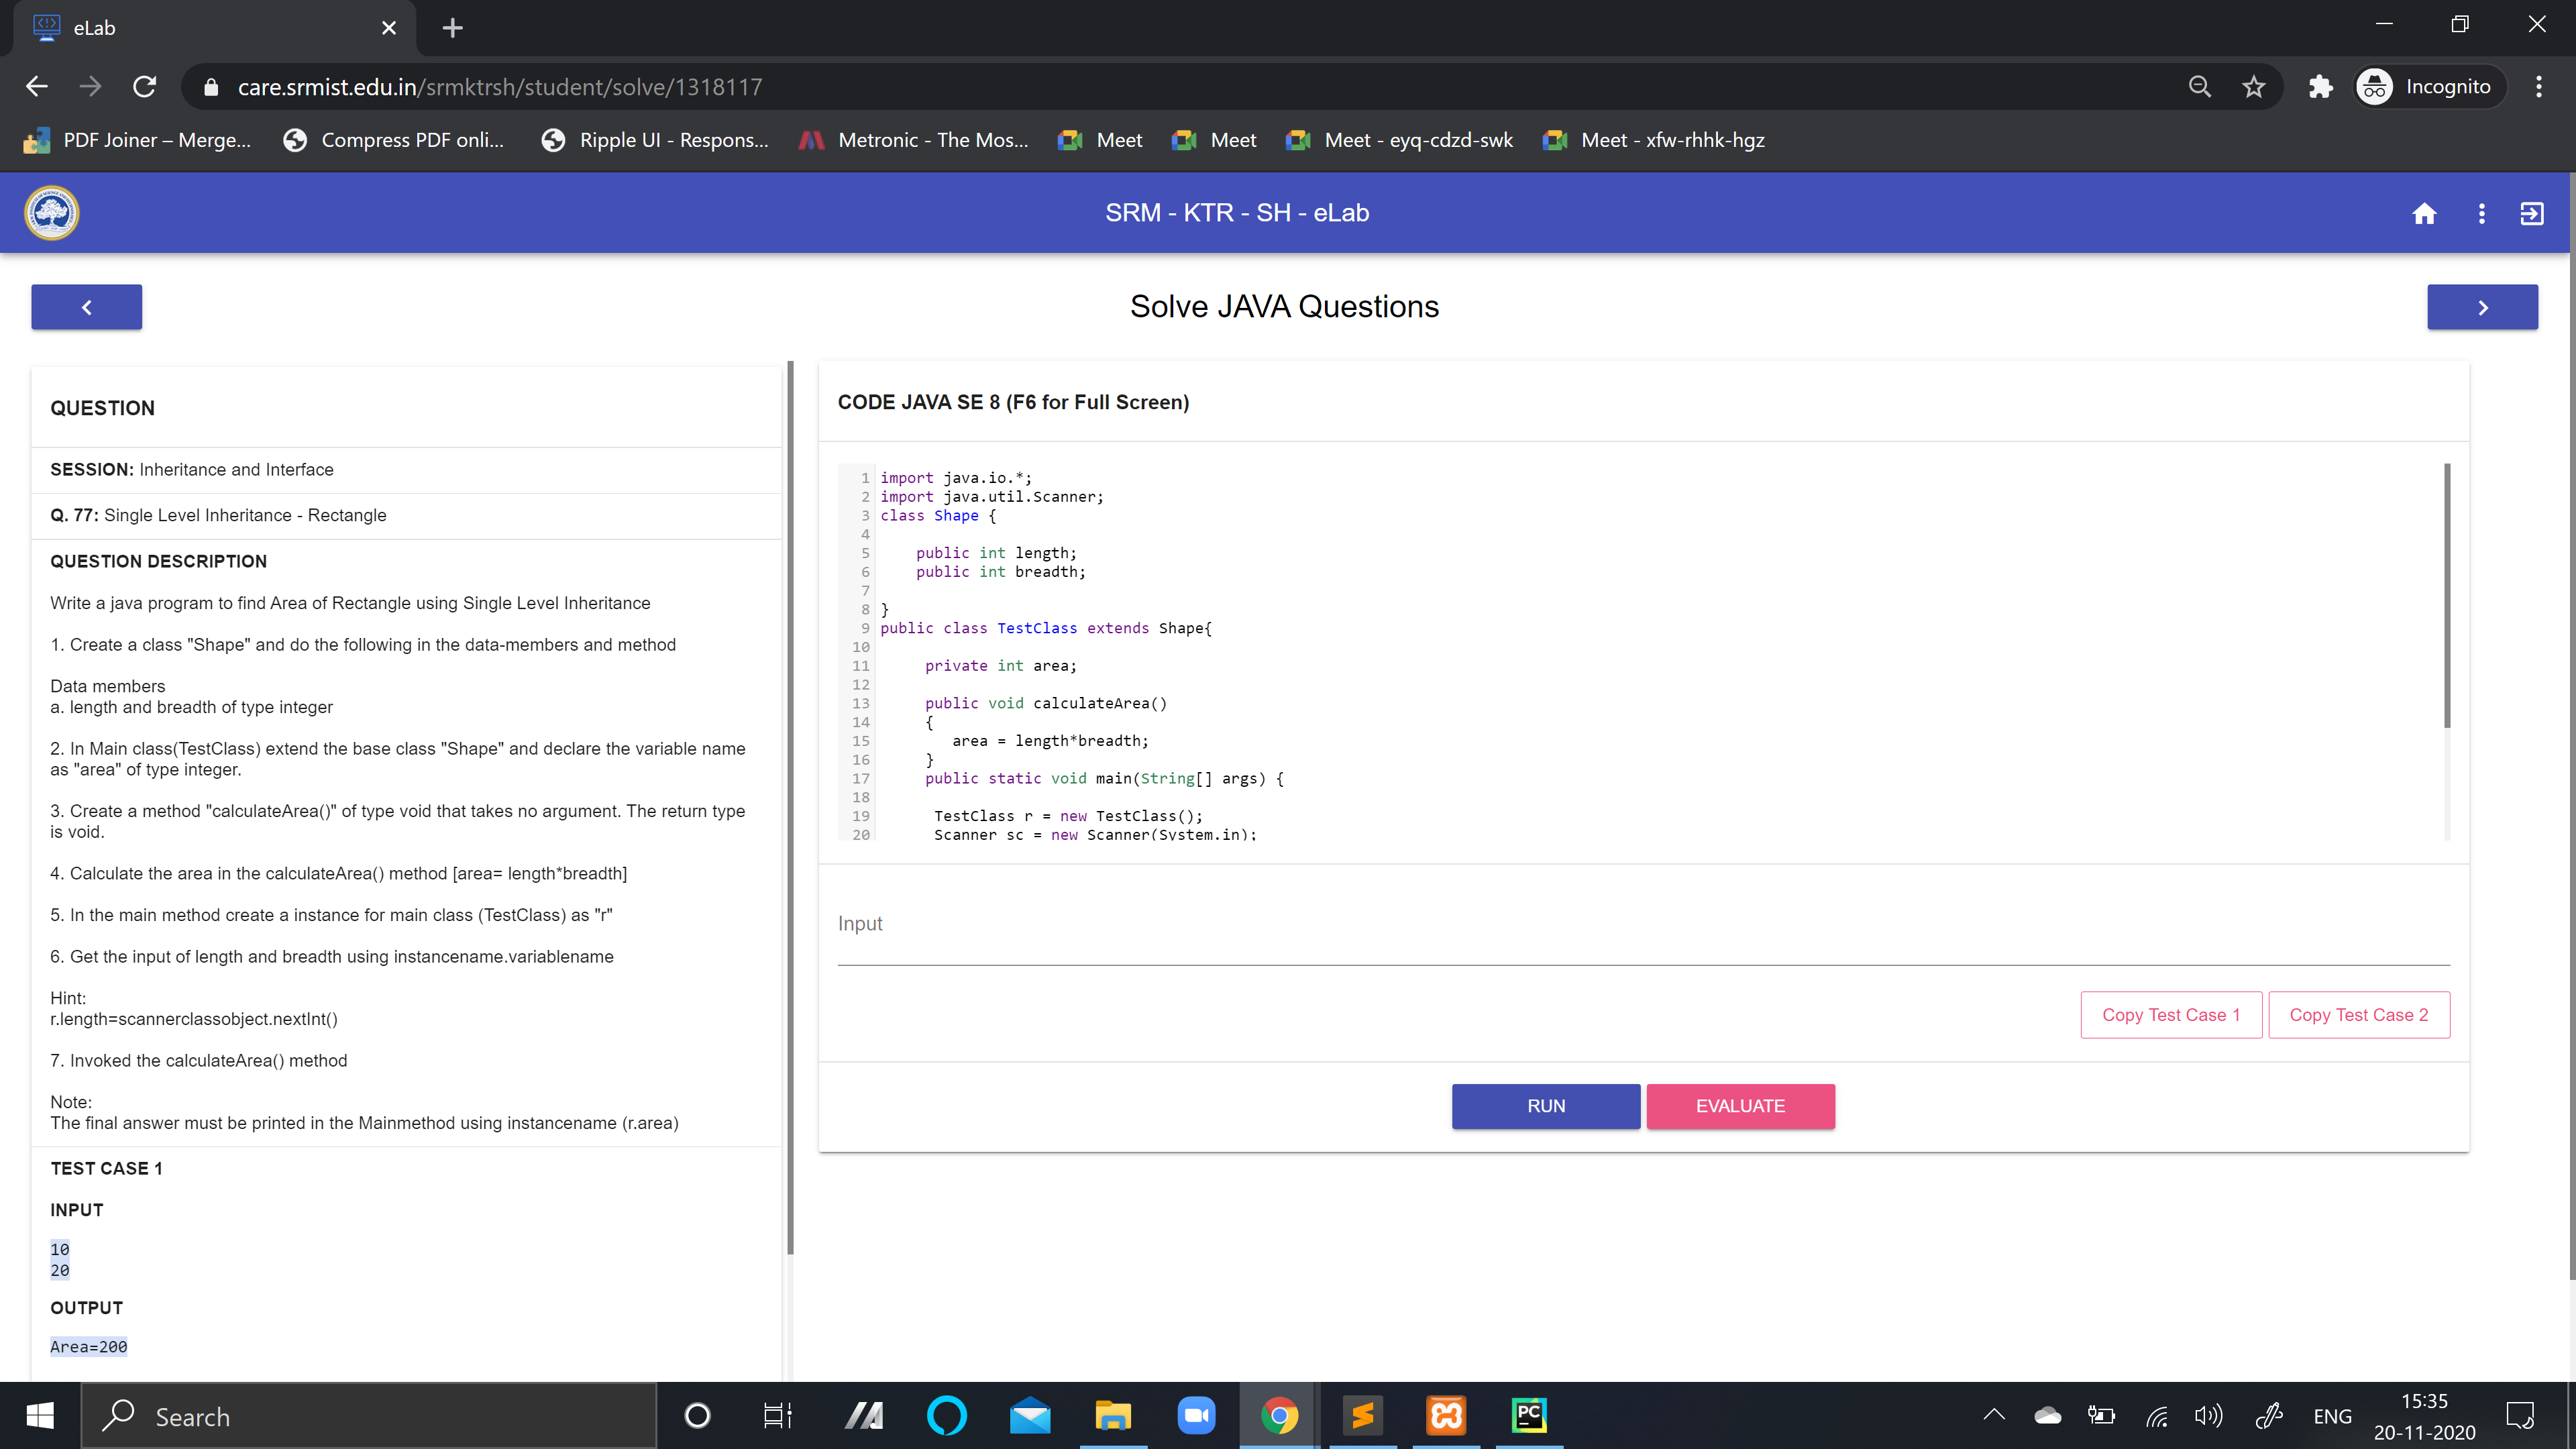 eLab
care.srmist.edu.in/srmktrsh/student/solve/1318117
Incognito
PDF Joiner – Merge...
Compress PDF onli...
Ripple UI - Respons...
Metronic - The Mos...
Meet
Meet
Meet - eyq-cdzd-swk
Meet - xfw-rhhk-hgz
SRM - KTR - SH - eLab
Solve JAVA Questions
QUESTION
SESSION: Inheritance and Interface
Q. 77: Single Level Inheritance - Rectangle
QUESTION DESCRIPTION
Write a java program to find Area of Rectangle using Single Level Inheritance
1. Create a class "Shape" and do the following in the data-members and method
Data members
a. length and breadth of type integer
2. In Main class(TestClass) extend the base class "Shape" and declare the variable name
as "area" of type integer.
3. Create a method "calculateArea()" of type void that takes no argument. The return type
is void.
4. Calculate the area in the calculateArea() method [area= length*breadth]
5. In the main method create a instance for main class (TestClass) as "r"
6. Get the input of length and breadth using instancename.variablename
Hint:
r.length=scannerclassobject.nextInt()
7. Invoked the calculateArea() method
Note:
The final answer must be printed in the Mainmethod using instancename (r.area)
TEST CASE 1
INPUT
10
20
OUTPUT
Area=200
CODE JAVA SE 8 (F6 for Full Screen)
1 import java.io.*;
2 import java.util.Scanner;
3 class Shape {
4
5 public int length;
6 public int breadth;
7
8 }
9 public class TestClass extends Shape{
10
11 private int area;
12
13 public void calculateArea()
14 {
15 area = length*breadth;
16 }
17 public static void main(String[] args) {
18
19 TestClass r = new TestClass();
20 Scanner sc = new Scanner(System.in);
Input
Copy Test Case 1
Copy Test Case 2
RUN
EVALUATE
Search
PC
ENG
15:35
20-11-2020